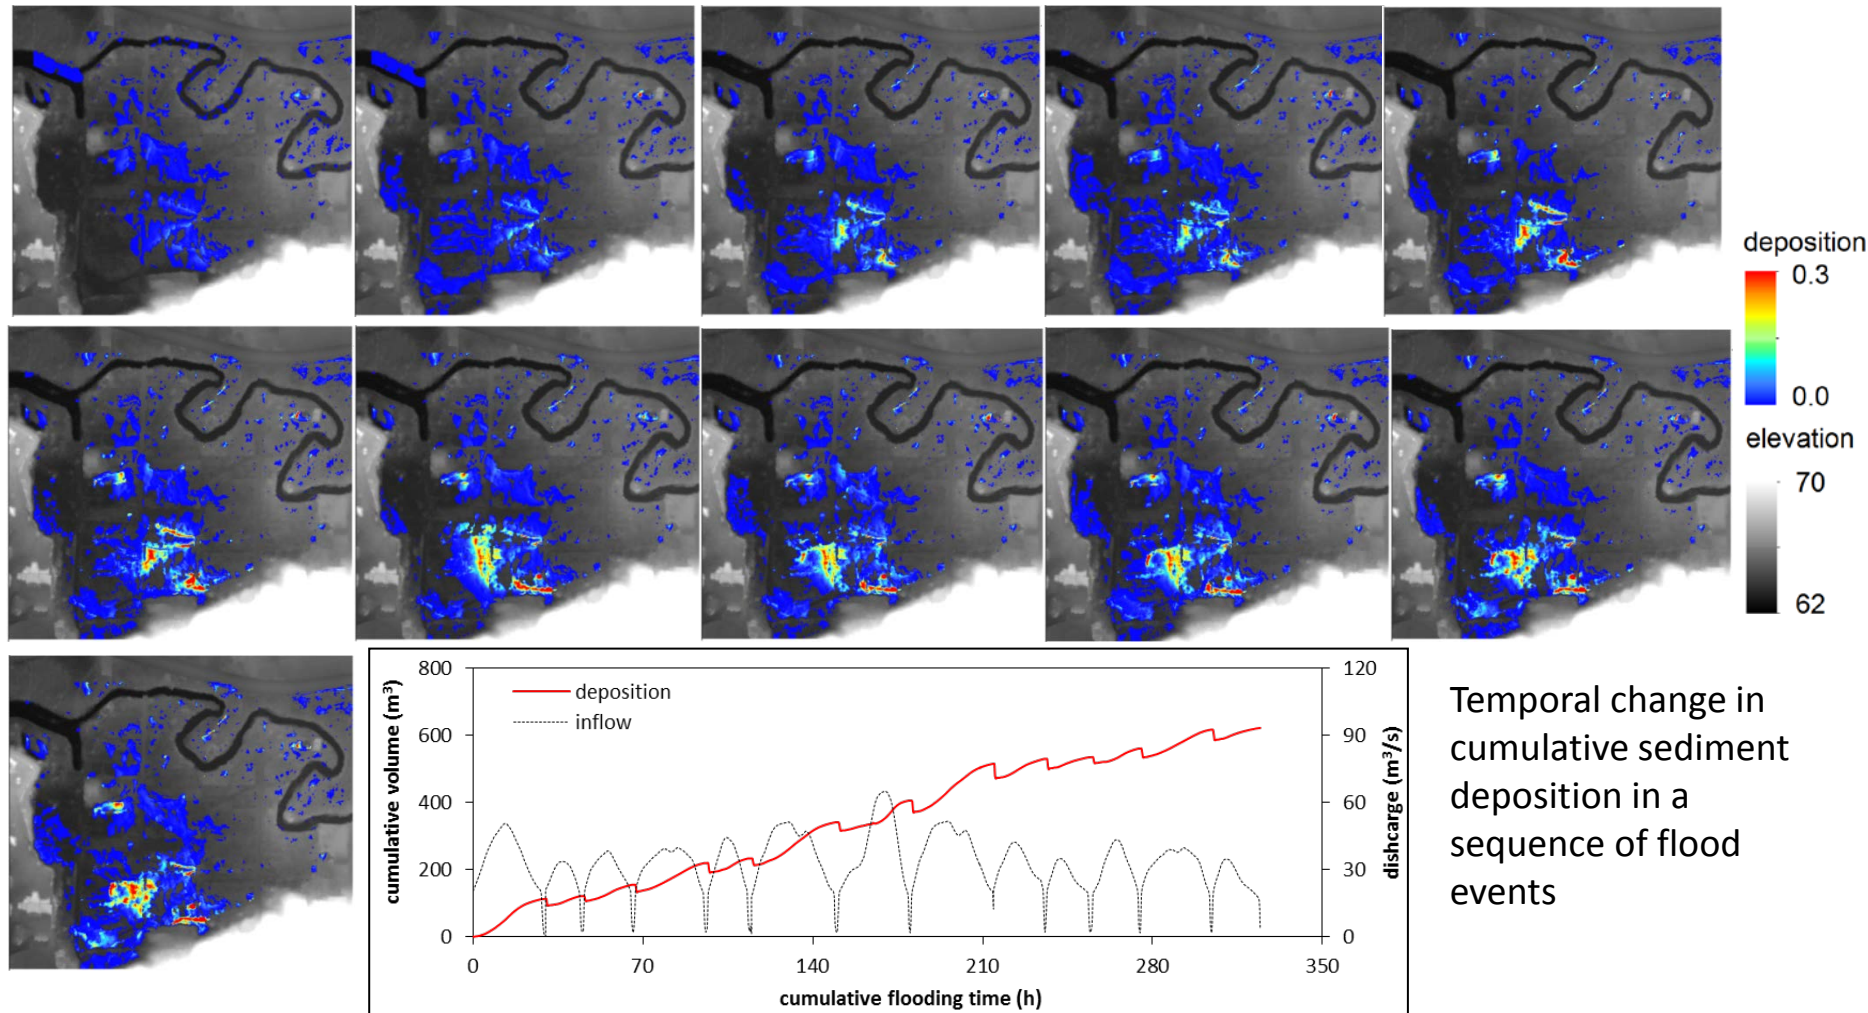 deposition
0.3
0.0
elevation
70
62
800
600
400
200
0
cumulative volume (m³)
deposition
inflow
120
90
60
30
0
dishcarge (m³/s)
0 70 140 210 280 350
cumulative flooding time (h)
Temporal change in
cumulative sediment
deposition in a
sequence of flood
events